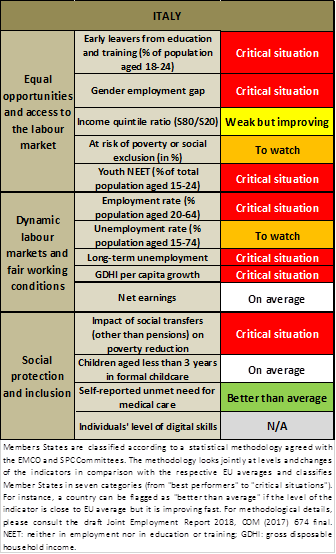 ITALY
Equal
opportunities
and access to
the labour
market
Early leavers from education
and training (% of population
aged 18-24)
Critical situation
Gender employment gap
Critical situation
Income quintile ratio (S80/S20)
Weak but improving
At risk of poverty or social
exclusion (in %)
To watch
Youth NEET (% of total
population aged 15-24)
Critical situation
Dynamic
labour
markets and
fair working
conditions
Employment rate (%
population aged 20-64)
Critical situation
Unemployment rate (%
population aged 15-74)
To watch
Long-term unemployment
Critical situation
GDHI per capita growth
Critical situation
Net earnings
On average
Social
protection
and inclusion
Impact of social transfers
(other than pensions) on
poverty reduction
Critical situation
Children aged less than 3 years
in formal childcare
On average
Self-reported unmet need for
medical care
Better than average
Individuals' level of digital skills
N/A
Members States are classified according to a statistical methodology agreed with
the EMCO and SPC Committees. The methodology looks jointly at levels and changes
of the indicators in comparison with the respective EU averages and classifies
Member States in seven categories (from "best performers" to "critical situations").
For instance, a country can be flagged as "better than average" if the level of the
indicator is close to EU average but it is improving fast. For methodological details,
please consult the draft Joint Employment Report 2018, COM (2017) 674 final.
NEET: neither in employment nor in education or training; GDHI: gross disposable
household income.